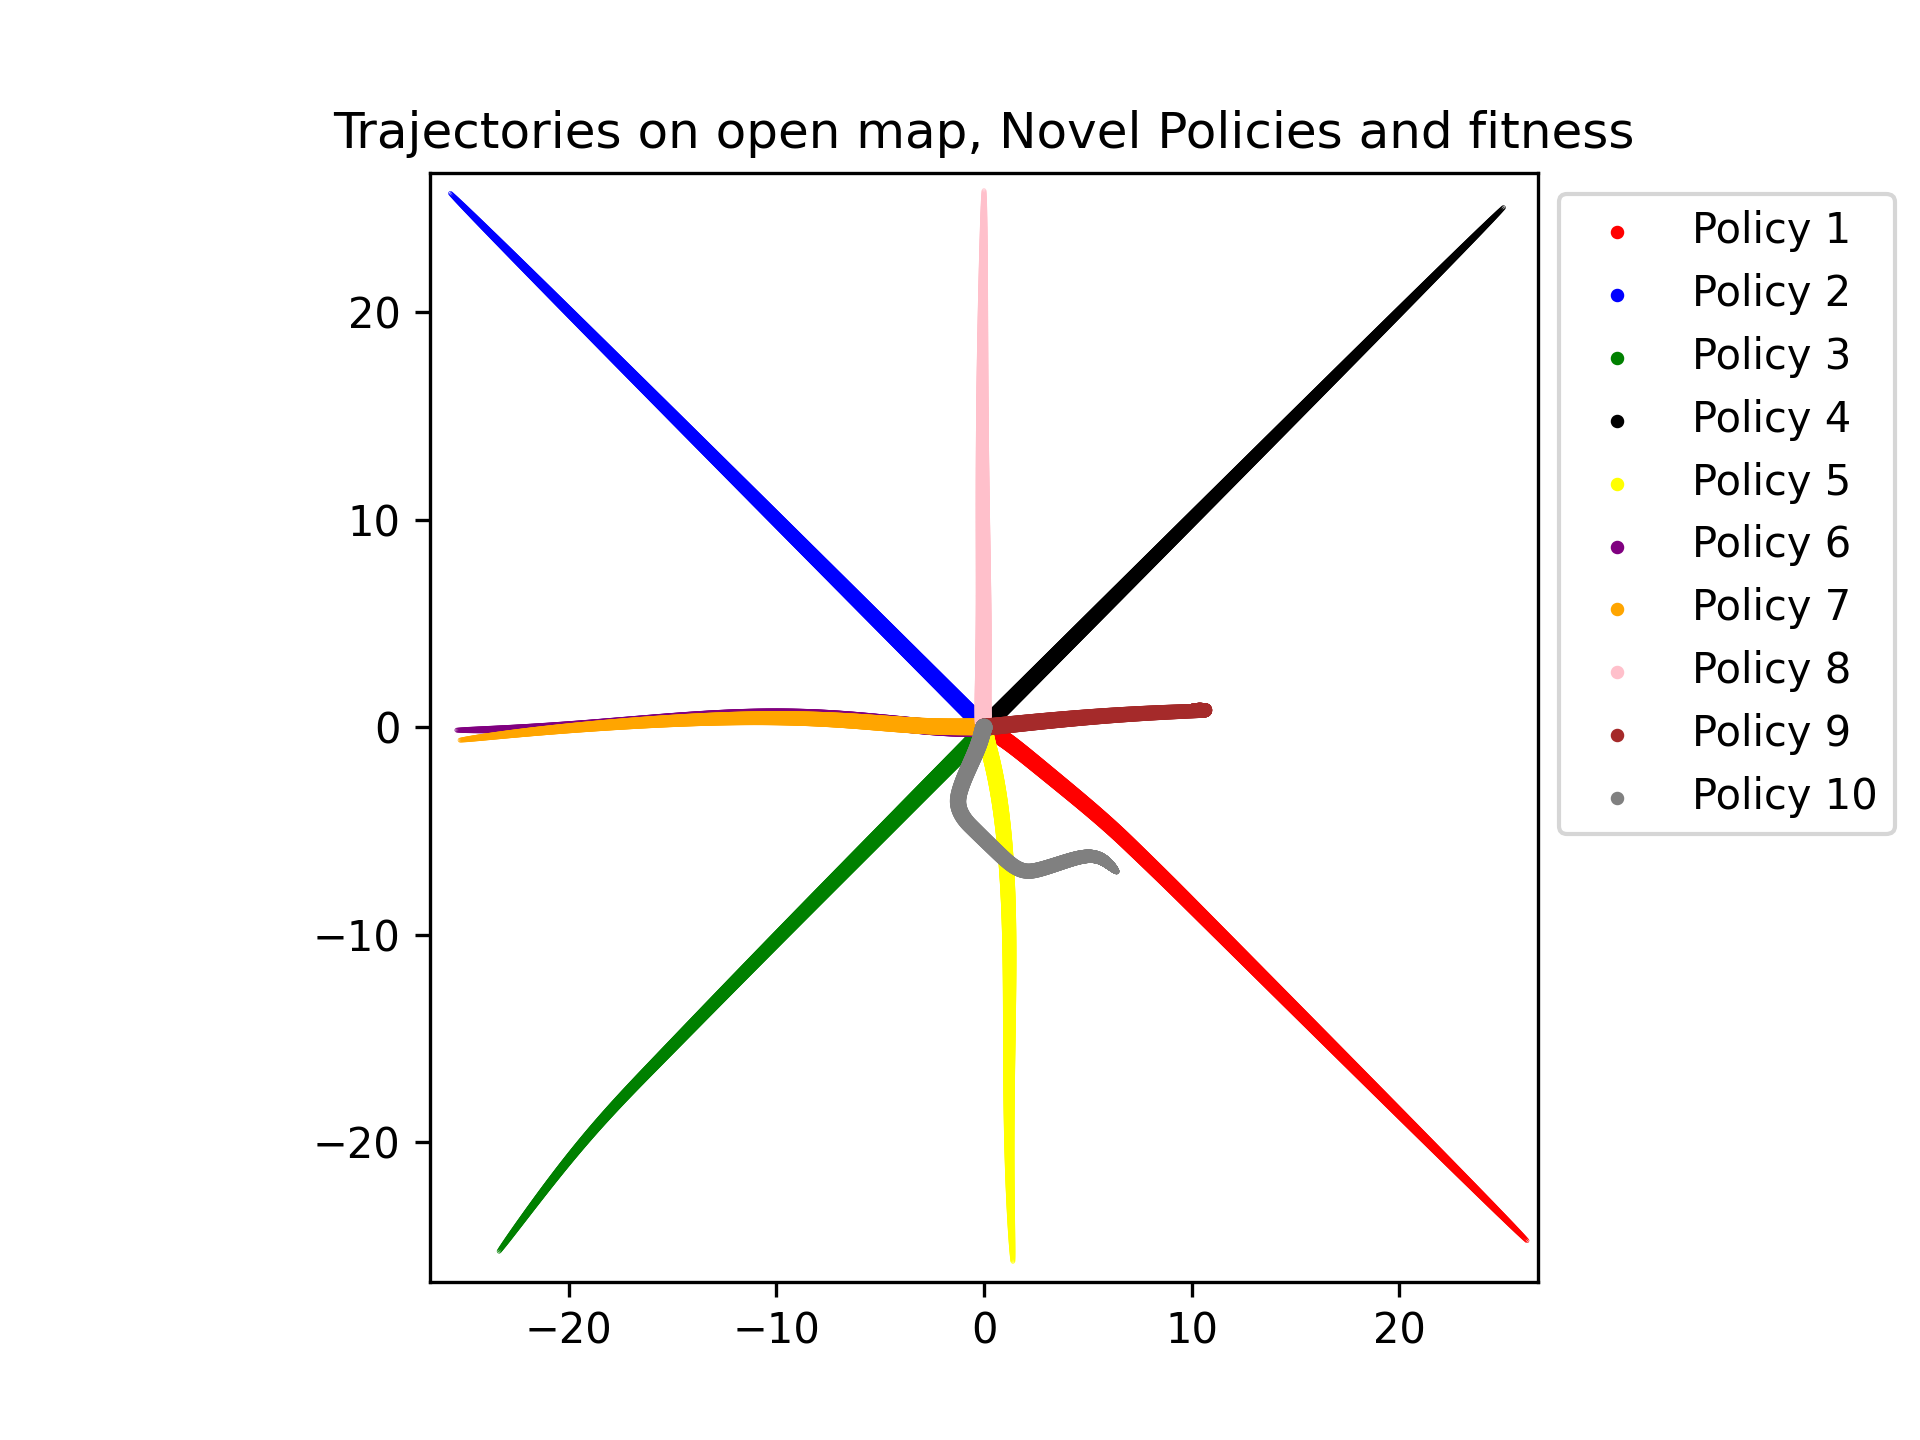 Trajectories on open map, Novel Policies and fitness
20
10
0
−10
−20
−20
−10
0
10
20
Policy 1
Policy 2
Policy 3
Policy 4
Policy 5
Policy 6
Policy 7
Policy 8
Policy 9
Policy 10